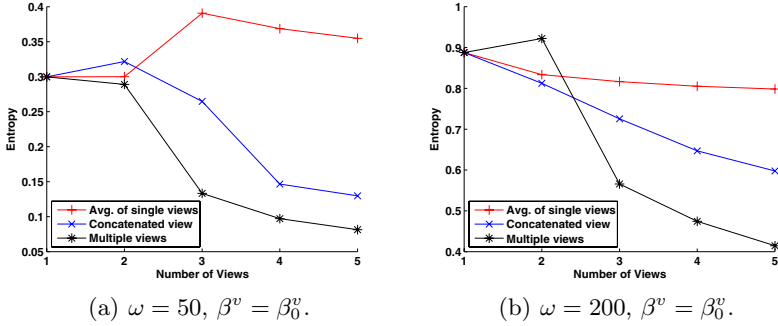 0.4
0.35
0.3
0.25
0.2
0.15
0.1
0.05
Entropy
1 2 3 4 5
Number of Views
Avg. of single views
Concatenated view
Multiple views
(a) ω = 50, β^v = β_0^v.
1
0.9
0.8
0.7
0.6
0.5
0.4
Entropy
1 2 3 4 5
Number of Views
Avg. of single views
Concatenated view
Multiple views
(b) ω = 200, β^v = β_0^v.